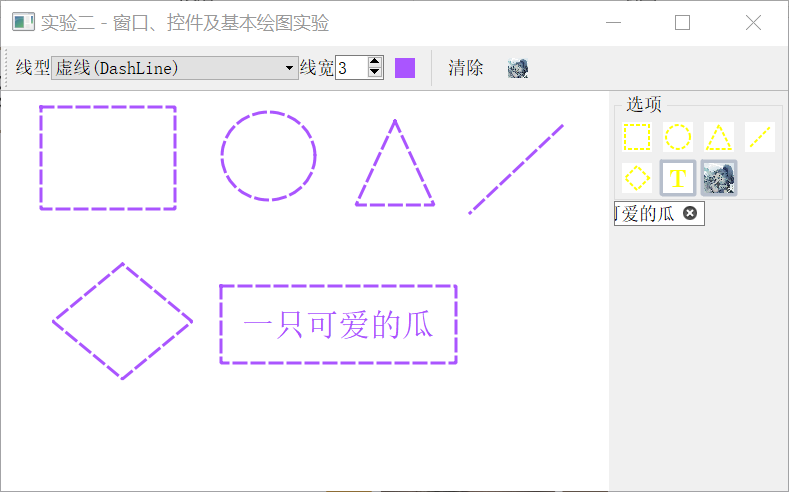 实验二 - 窗口、控件及基本绘图实验
线型 虚线(DashLine) 线宽 3 清除
选项
T
可爱的瓜
一只可爱的瓜